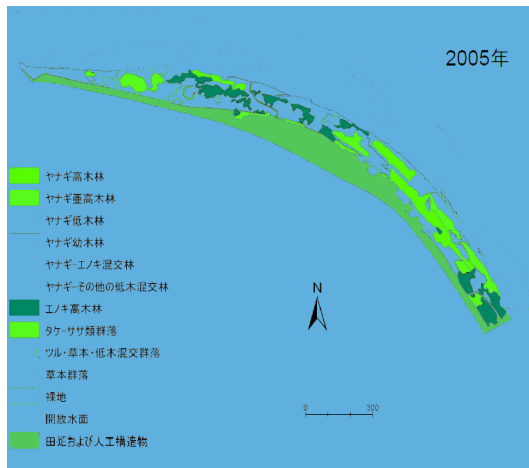 2005年
ヤナギ高木林
ヤナギ亜高木林
ヤナギ低木林
ヤナギ幼木林
ヤナギ-エノキ混交林
ヤナギ-その他の低木混交林
エノキ高木林
タケ-ササ類群落
ツル・草本・低木混交群落
草本群落
裸地
開放水面
田畑および人工構造物
N
0 300